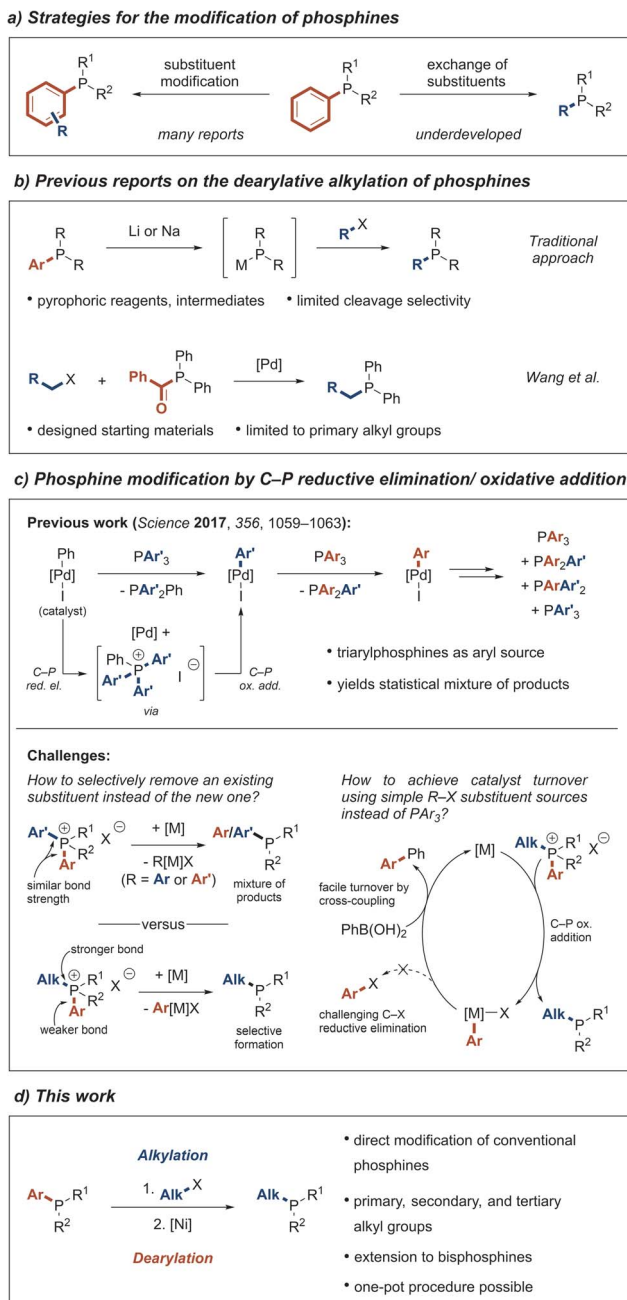 a) Strategies for the modification of phosphines
R¹
P
R²
R
substituent
modification
many reports
R¹
P
R²
exchange of
substituents
underdeveloped
R¹
P
R
R²
b) Previous reports on the dearylative alkylation of phosphines
R
P
Ar
R
Li or Na
R
P
M
R
R
X
R
P
R
R
Traditional
approach
• pyrophoric reagents, intermediates
• limited cleavage selectivity
R
X
+
Ph
Ph
P
Ph
O
[Pd]
Ph
R
P
Ph
Wang et al.
• designed starting materials
• limited to primary alkyl groups
c) Phosphine modification by C–P reductive elimination/ oxidative addition
Previous work (Science 2017, 356, 1059–1063):
Ph
[Pd]
I
(catalyst)
PAr'₃
- PAr'₂Ph
Ar'
[Pd]
I
PAr₃
- PAr₂Ar'
Ar
[Pd]
I
PAr₃
+ PAr₂Ar'
+ PArAr'₂
+ PAr'₃
C–P
red. el.
[Pd] +
Ph
⊕
P
Ar'
Ar'
Ar'
I
⊖
via
C–P
ox. add.
• triarylphosphines as aryl source
• yields statistical mixture of products
Challenges:
How to selectively remove an existing
substituent instead of the new one?
Ar'
⊕
P
R¹
R²
Ar
X
⊖
similar bond
strength
+ [M]
- R[M]X
(R = Ar or Ar')
Ar/Ar'
P
R¹
R²
mixture of
products
versus
stronger bond
Alk
⊕
P
R¹
R²
Ar
X
⊖
weaker bond
+ [M]
- Ar[M]X
Alk
P
R¹
R²
selective
formation
How to achieve catalyst turnover
using simple R–X substituent sources
instead of PAr₃?
Ar
Ph
[M]
Alk
⊕
P
R¹
R²
Ar
X
⊖
facile turnover by
cross-coupling
PhB(OH)₂
C–P ox.
addition
Ar
X
X
challenging C–X
reductive elimination
[M]
X
Ar
Alk
P
R¹
R²
d) This work
Ar
P
R¹
R²
Alkylation
1. Alk X
2. [Ni]
Dearylation
Alk
P
R¹
R²
• direct modification of conventional
phosphines
• primary, secondary, and tertiary
alkyl groups
• extension to bisphosphines
• one-pot procedure possible